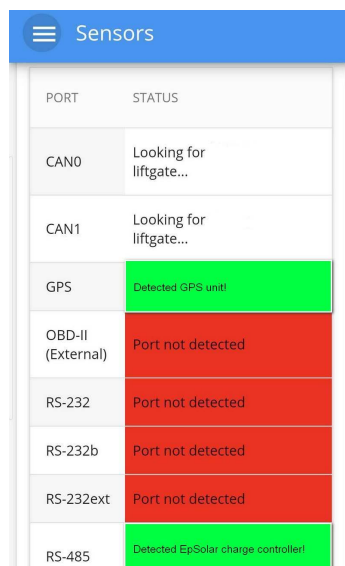 Sensors
PORT STATUS
CAN0 Looking for
liftgate...
CAN1 Looking for
liftgate...
GPS Detected GPS unit!
OBD-II
(External) Port not detected
RS-232 Port not detected
RS-232b Port not detected
RS-232ext Port not detected
RS-485 Detected EpSolar charge controller!